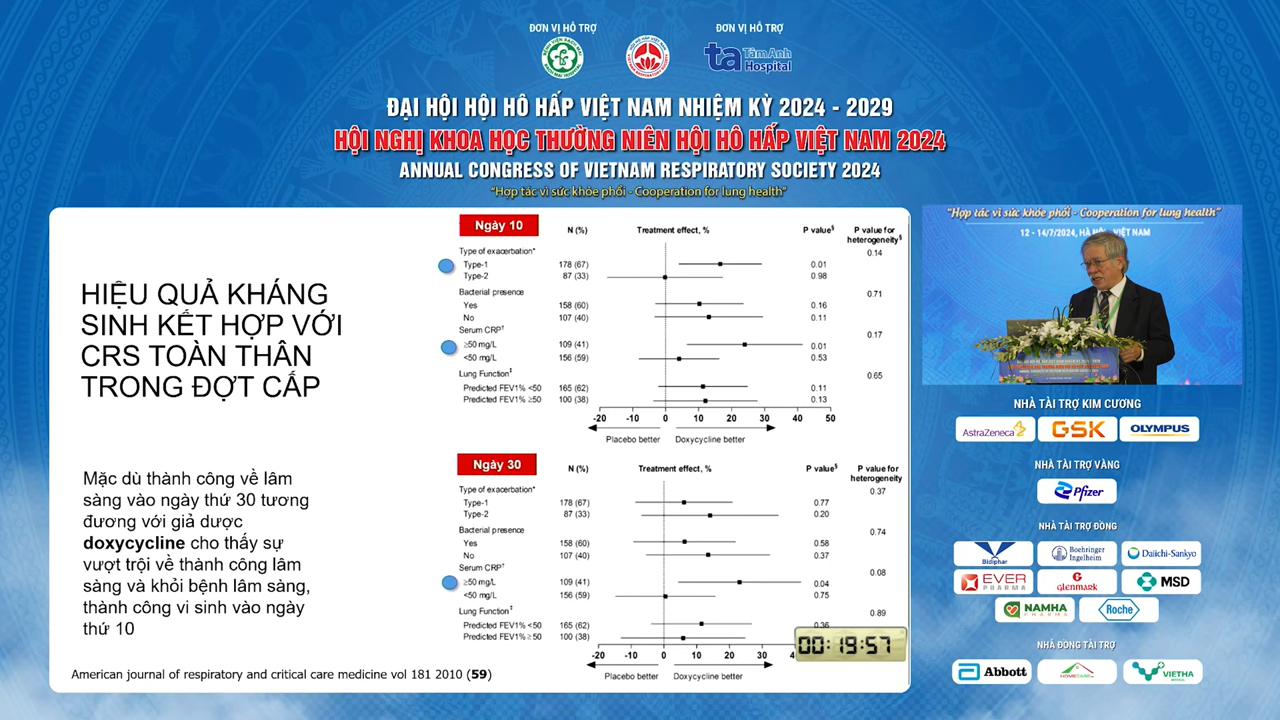 ĐƠN VỊ HỖ TRỢ
ĐƠN VỊ HỖ TRỢ
ta TâmAnh Hospital
ĐẠI HỘI HỘI HÔ HẤP VIỆT NAM NHIỆM KỲ 2024 - 2029
HỘI NGHỊ KHOA HỌC THƯỜNG NIÊN HỘI HÔ HẤP VIỆT NAM 2024
ANNUAL CONGRESS OF VIETNAM RESPIRATORY SOCIETY 2024
"Hợp tác vì sức khỏe phổi - Cooperation for lung health"
HIỆU QUẢ KHÁNG
SINH KẾT HỢP VỚI
CRS TOÀN THÂN
TRONG ĐỢT CẤP
Mặc dù thành công về lâm
sàng vào ngày thứ 30 tương
đương với giả dược
doxycycline cho thấy sự
vượt trội về thành công lâm
sàng và khỏi bệnh lâm sàng,
thành công vi sinh vào ngày
thứ 10
Ngày 10 N (%) Treatment effect, % P value§ P value for
heterogeneity§
Type of exacerbation* 0.14
Type-1 178 (67) 0.01
Type-2 87 (33) 0.98
Bacterial presence 0.71
Yes 158 (60) 0.16
No 107 (40) 0.11
Serum CRP† 0.17
≥50 mg/L 109 (41) 0.01
<50 mg/L 156 (59) 0.53
Lung Function‡ 0.65
Predicted FEV1% <50 165 (62) 0.11
Predicted FEV1% ≥50 100 (38) 0.13
-20 -10 0 10 20 30 40 50
Placebo better Doxycycline better
Ngày 30 N (%) Treatment effect, % P value§ P value for
heterogeneity
Type of exacerbation* 0.37
Type-1 178 (67) 0.77
Type-2 87 (33) 0.20
Bacterial presence 0.74
Yes 158 (60) 0.58
No 107 (40) 0.37
Serum CRP† 0.08
≥50 mg/L 109 (41) 0.04
<50 mg/L 156 (59) 0.75
Lung Function‡ 0.89
Predicted FEV1% <50 165 (62) 0.36
Predicted FEV1% ≥50 100 (38)
-20 -10 0 10 20 30 4
Placebo better Doxycycline better
00:19:57
American journal of respiratory and critical care medicine vol 181 2010 (59)
"Hợp tác vì sức khỏe phổi - Cooperation for lung health"
12 - 14/7/2024, HÀ NỘI - VIỆT NAM
NHÀ TÀI TRỢ KIM CƯƠNG
AstraZeneca GSK OLYMPUS
NHÀ TÀI TRỢ VÀNG
Pfizer
NHÀ TÀI TRỢ ĐỒNG
Bidiphar Boehringer Ingelheim Daiichi-Sankyo
EVER PHARMA GLENMARK MSD
NAMHA PHARMA Roche
NHÀ ĐỒNG TÀI TRỢ
Abbott HOMECARE VIETHA